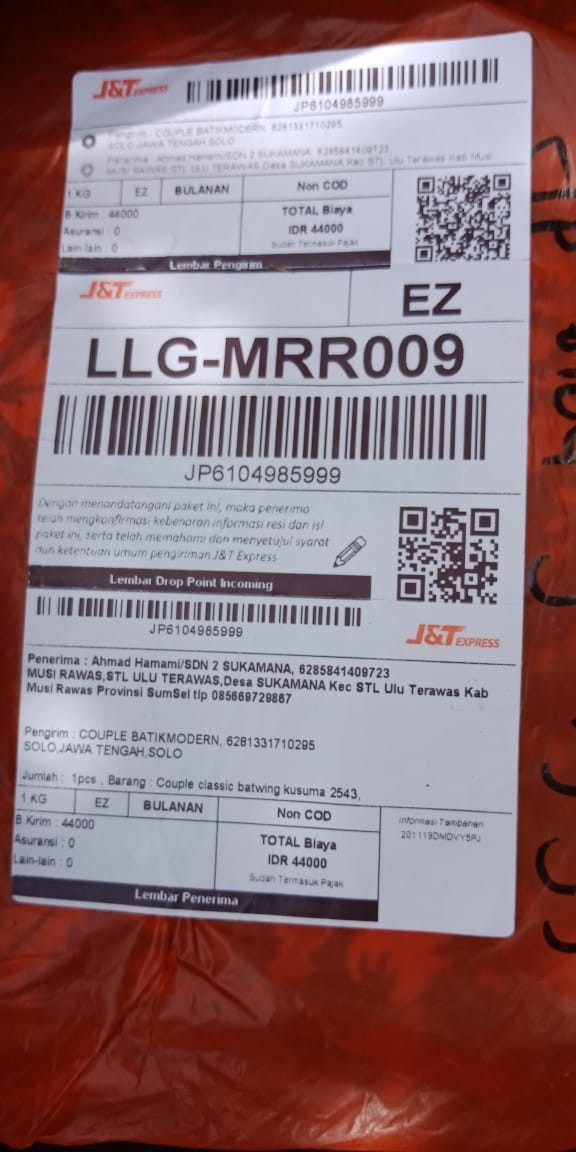 J&T EXPRESS
JP6104985999
Pengirim : COUPLE BATIKMODERN, 6281331710295,
SOLO,JAWA TENGAH,SOLO
Penerima : Ahmad Hamami/SDN 2 SUKAMANA, 6285841409723,
MUSI RAWAS,STL ULU TERAWAS,Desa SUKAMANA Kec STL Ulu Terawas Kab Musi
1 KG EZ BULANAN Non COD
B.Kirim : 44000
Asuransi : 0
Lain-lain : 0
TOTAL Biaya
IDR 44000
Sudah Termasuk Pajak
Lembar Pengirim
J&T EXPRESS
EZ
LLG-MRR009
JP6104985999
Dengan menandatangani paket ini, maka penerima
telah mengkonfirmasi kebenaran informasi resi dan isi
paket ini, serta telah memahami dan menyetujui syarat
dan ketentuan umum pengiriman J&T Express
Lembar Drop Point Incoming
JP6104985999
J&T EXPRESS
Penerima : Ahmad Hamami/SDN 2 SUKAMANA, 6285841409723
MUSI RAWAS,STL ULU TERAWAS,Desa SUKAMANA Kec STL Ulu Terawas Kab
Musi Rawas Provinsi SumSel tlp 085669729867
Pengirim : COUPLE BATIKMODERN, 6281331710295
SOLO,JAWA TENGAH,SOLO
Jumlah : 1pcs , Barang : Couple classic batwing kusuma 2543,
1 KG EZ BULANAN Non COD
B.Kirim : 44000
Asuransi : 0
Lain-lain : 0
TOTAL Biaya
IDR 44000
Sudah Termasuk Pajak
Informasi Tambahan
201119DMDVY5PJ
Lembar Penerima